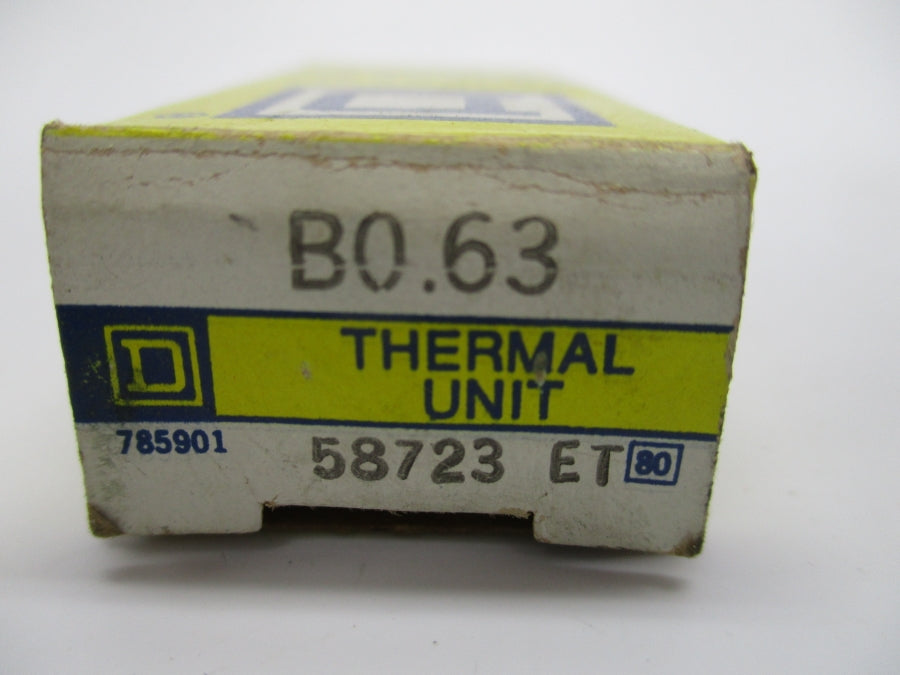 B0.63
D
THERMAL
UNIT
785901
58723 ET 80